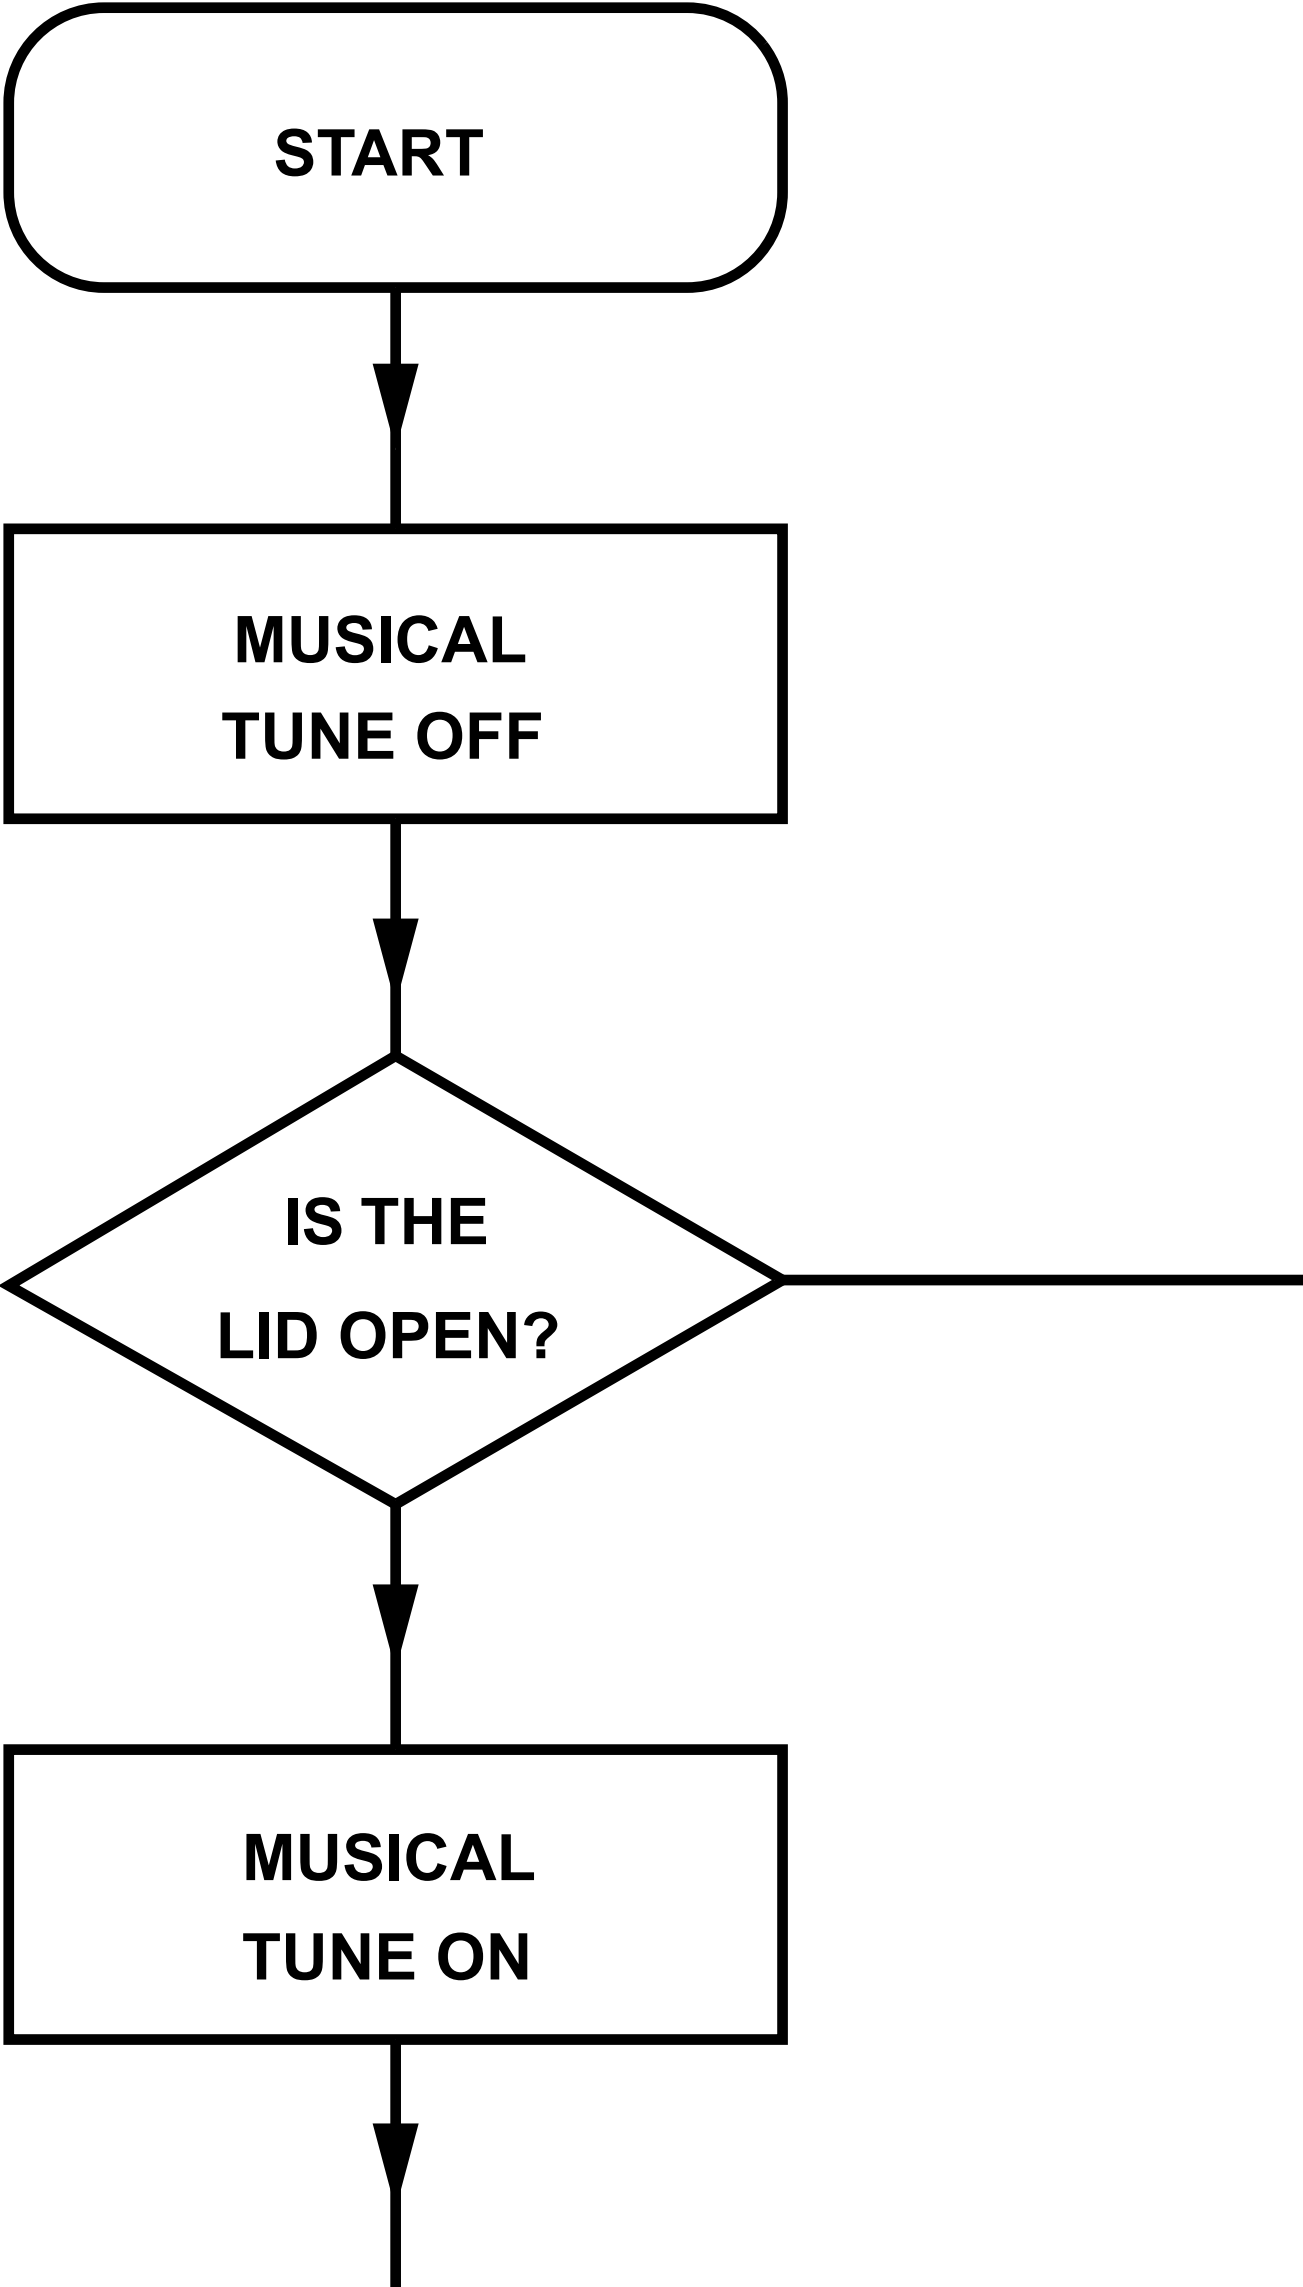 START
MUSICAL
TUNE OFF
IS THE
LID OPEN?
MUSICAL
TUNE ON